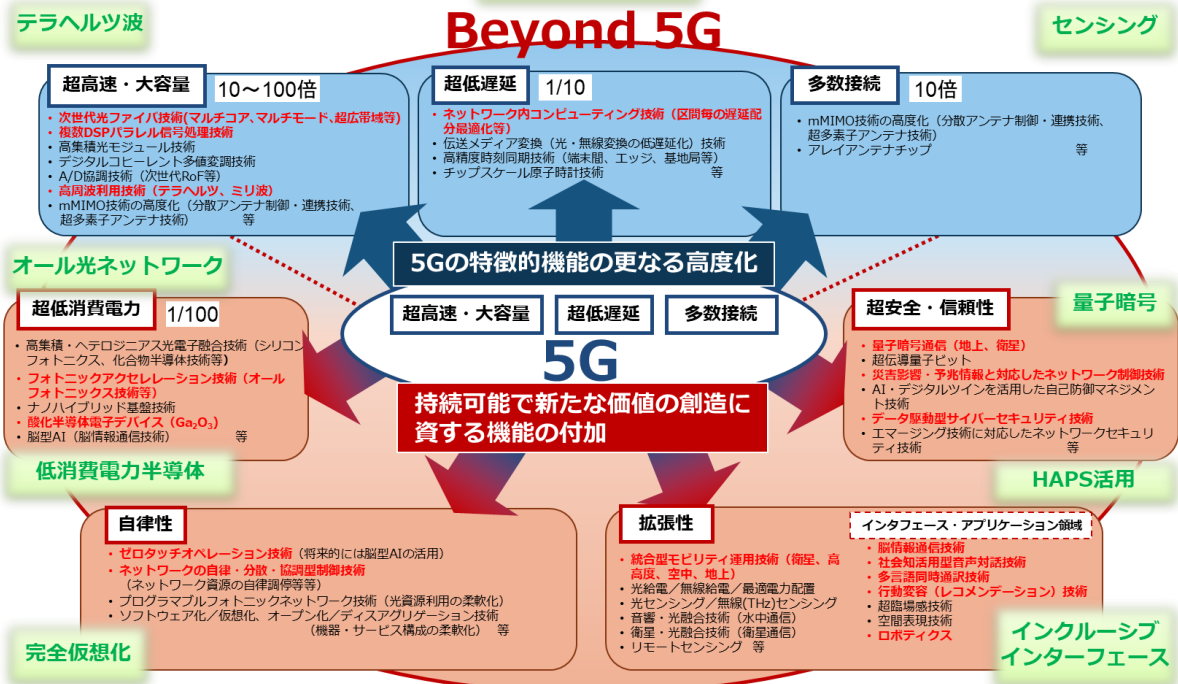 Beyond 5G
テラヘルツ波
センシング
超高速・大容量
10～100倍
・次世代光ファイバ技術(マルチコア、マルチモード、超広帯域等)
・複数DSPパラレル信号処理技術
・高集積光モジュール技術
・デジタルコヒーレント多値変調技術
・A/D協調技術（次世代RoF等）
・高周波利用技術（テラヘルツ、ミリ波）
・mMIMO技術の高度化（分散アンテナ制御・連携技術、
超多素子アンテナ技術）　等
超低遅延
1/10
・ネットワーク内コンピューティング技術（区間毎の遅延配
分最適化等）
・伝送メディア変換（光・無線変換の低遅延化）技術
・高精度時刻同期技術（端末間、エッジ、基地局等）
・チップスケール原子時計技術　等
多数接続
10倍
・mMIMO技術の高度化（分散アンテナ制御・連携技術、
超多素子アンテナ技術）
・アレイアンテナチップ　等
オール光ネットワーク
5Gの特徴的機能の更なる高度化
量子暗号
超低消費電力
1/100
・高集積・ヘテロジニアス光電子融合技術（シリコン
フォトニクス、化合物半導体技術等）
・フォトニックアクセレレーション技術（オール
フォトニックス技術等）
・ナノハイブリッド基盤技術
・酸化半導体電子デバイス（Ga₂O₃）
・脳型AI（脳情報通信技術）　等
超高速・大容量
超低遅延
多数接続
5G
持続可能で新たな価値の創造に
資する機能の付加
超安全・信頼性
・量子暗号通信（地上、衛星）
・超伝導量子ビット
・災害影響・予兆情報と対応したネットワーク制御技術
・AI・デジタルツインを活用した自己防御マネジメン
ト技術
・データ駆動型サイバーセキュリティ技術
・エマージング技術に対応したネットワークセキュリ
ティ技術　等
低消費電力半導体
HAPS活用
自律性
・ゼロタッチオペレーション技術（将来的には脳型AIの活用）
・ネットワークの自律・分散・協調型制御技術
（ネットワーク資源の自律調停等等）
・プログラマブルフォトニックネットワーク技術（光資源利用の柔軟化）
・ソフトウェア化／仮想化、オープン化／ディスアグリゲーション技術
（機器・サービス構成の柔軟化）　等
完全仮想化
拡張性
・統合型モビリティ運用技術（衛星、高
高度、空中、地上）
・光給電／無線給電／最適電力配置
・光センシング／無線(THz)センシング
・音響・光融合技術（水中通信）
・衛星・光融合技術（衛星通信）
・リモートセンシング　等
インタフェース・アプリケーション領域
・脳情報通信技術
・社会知活用型音声対話技術
・多言語同時通訳技術
・行動変容（レコメンデーション）技術
・超臨場感技術
・空間表現技術
・ロボティクス
インクルーシブ
インターフェース